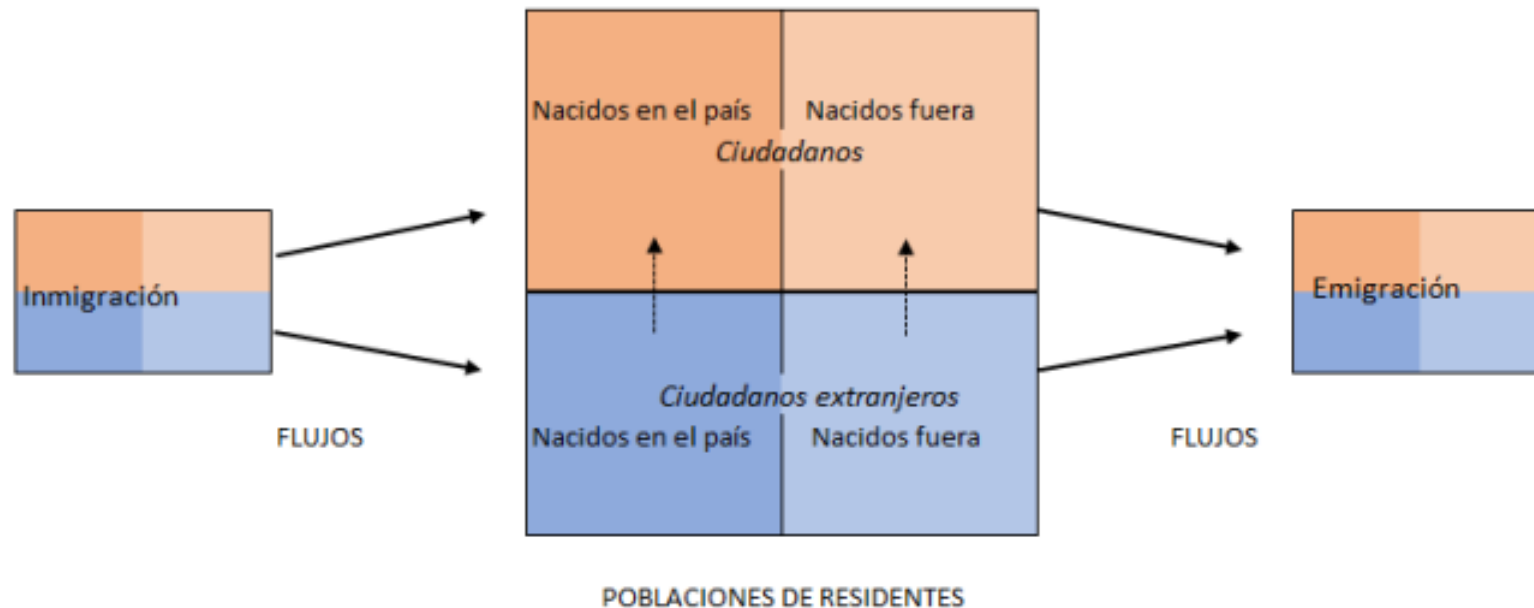 Nacidos en el país
Nacidos fuera
Ciudadanos
Inmigración
Emigración
Ciudadanos extranjeros
Nacidos en el país
Nacidos fuera
FLUJOS
FLUJOS
POBLACIONES DE RESIDENTES